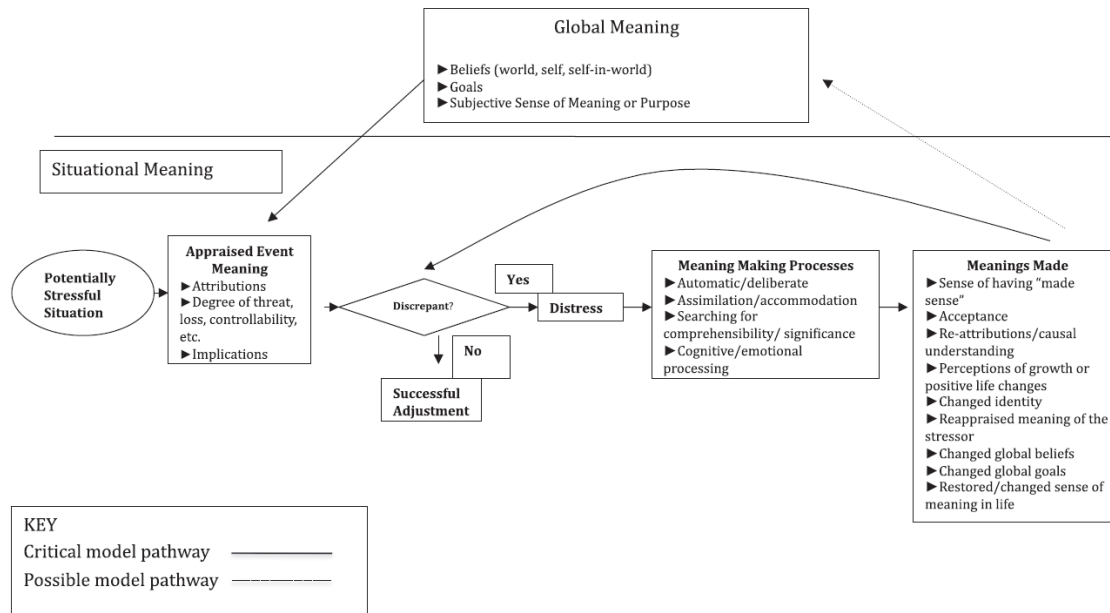 Global Meaning
►Beliefs (world, self, self-in-world)
►Goals
►Subjective Sense of Meaning or Purpose
Situational Meaning
Potentially
Stressful
Situation
Appraised Event
Meaning
►Attributions
►Degree of threat,
loss, controllability,
etc.
►Implications
Discrepant?
Yes
Distress
No
Successful
Adjustment
Meaning Making Processes
►Automatic/deliberate
►Assimilation/accommodation
►Searching for
comprehensibility/ significance
►Cognitive/emotional
processing
Meanings Made
►Sense of having “made
sense”
►Acceptance
►Re-attributions/causal
understanding
►Perceptions of growth or
positive life changes
►Changed identity
►Reappraised meaning of the
stressor
►Changed global beliefs
►Changed global goals
►Restored/changed sense of
meaning in life
KEY
Critical model pathway
Possible model pathway